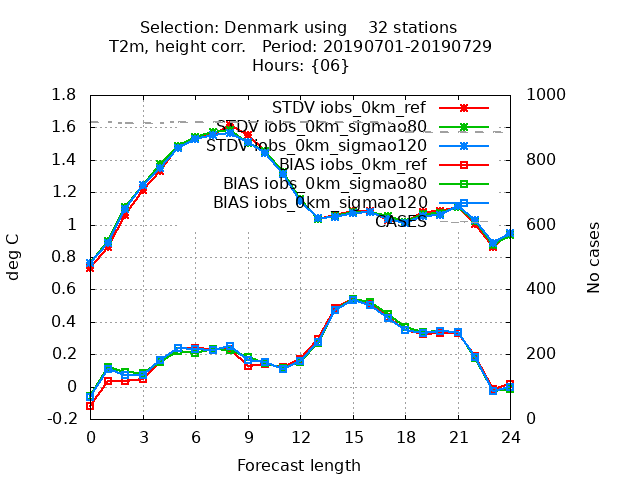 Selection: Denmark using    32 stations
T2m, height corr.   Period: 20190701-20190729
Hours: {06}
1.8
1.6
1.4
1.2
1
0.8
0.6
0.4
0.2
0
-0.2
deg C
STDV iobs_0km_ref
STDV iobs_0km_sigmao80
STDV iobs_0km_sigmao120
BIAS iobs_0km_ref
BIAS iobs_0km_sigmao80
BIAS iobs_0km_sigmao120
CASES
1000
800
600
400
200
0
No cases
0 3 6 9 12 15 18 21 24
Forecast length